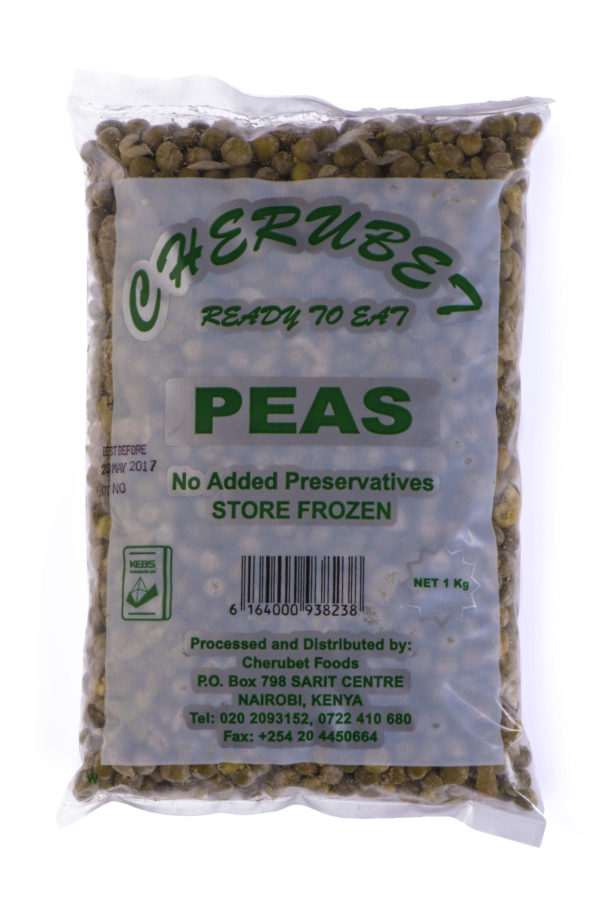 CHERUBET
READY TO EAT
PEAS
BEST BEFORE
MAY 2017
NO
No Added Preservatives
STORE FROZEN
KEBS
NET 1 Kg
6 164000 938238
Processed and Distributed by:
Cherubet Foods
P.O. Box 798 SARIT CENTRE
NAIROBI, KENYA
Tel: 020 2093152, 0722 410 680
Fax: +254 20 4450664
W